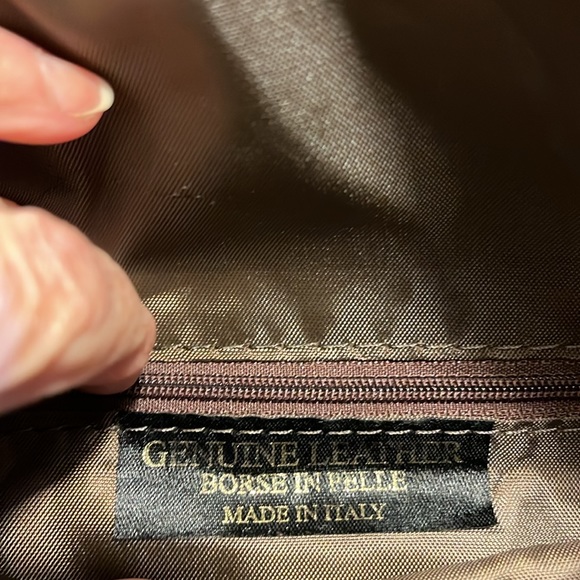 GENUINE LEATHER
BORSE IN PELLE
MADE IN ITALY